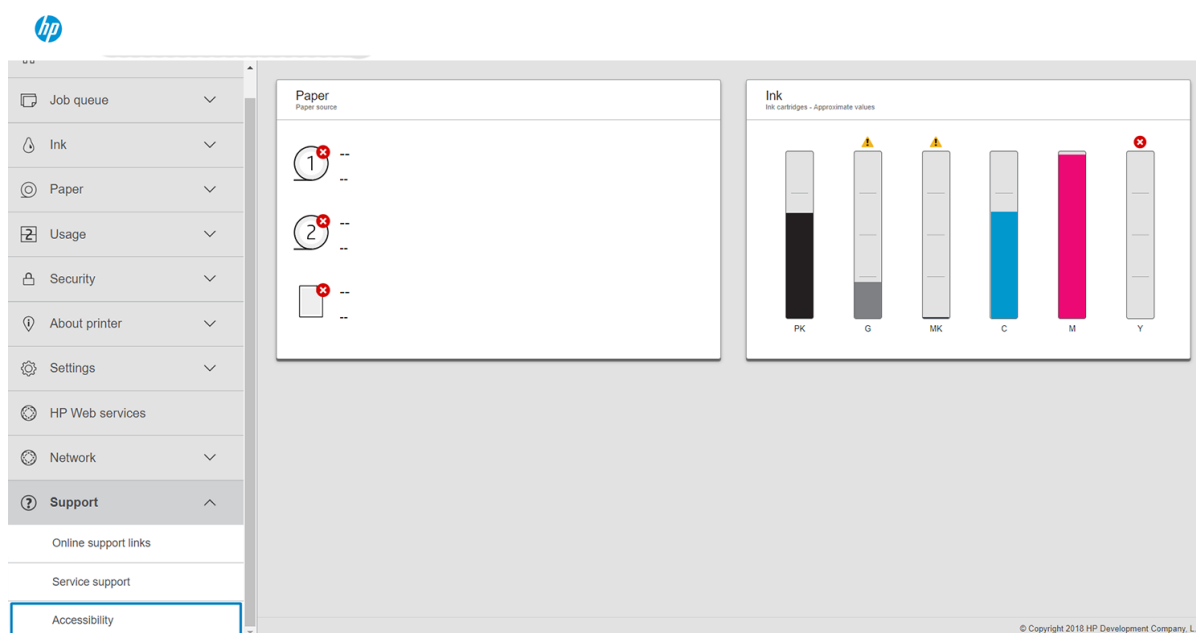 hp
Job queue
Ink
Paper
Usage
Security
About printer
Settings
HP Web services
Network
Support
Online support links
Service support
Accessibility
Paper
Paper source
1
--
--
2
--
--
--
--
Ink
Ink cartridges - Approximate values
PK G MK C M Y
© Copyright 2018 HP Development Company, L